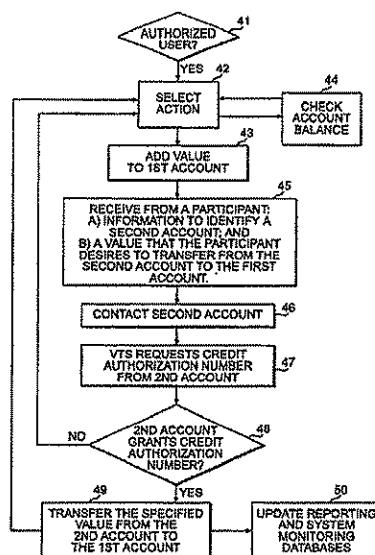 41
AUTHORIZED
USER?
YES
42
SELECT
ACTION
44
CHECK
ACCOUNT
BALANCE
43
ADD VALUE
TO 1ST ACCOUNT
45
RECEIVE FROM A PARTICIPANT:
A) INFORMATION TO IDENTIFY A
SECOND ACCOUNT; AND
B) A VALUE THAT THE PARTICIPANT
DESIRES TO TRANSFER FROM THE
SECOND ACCOUNT TO THE FIRST
ACCOUNT.
46
CONTACT SECOND ACCOUNT
47
VTS REQUESTS CREDIT
AUTHORIZATION NUMBER
FROM 2ND ACCOUNT
48
2ND ACCOUNT
GRANTS CREDIT
AUTHORIZATION
NUMBER?
NO
YES
49
TRANSFER THE SPECIFIED
VALUE FROM THE
2ND ACCOUNT TO
THE 1ST ACCOUNT
50
UPDATE REPORTING
AND SYSTEM
MONITORING
DATABASES